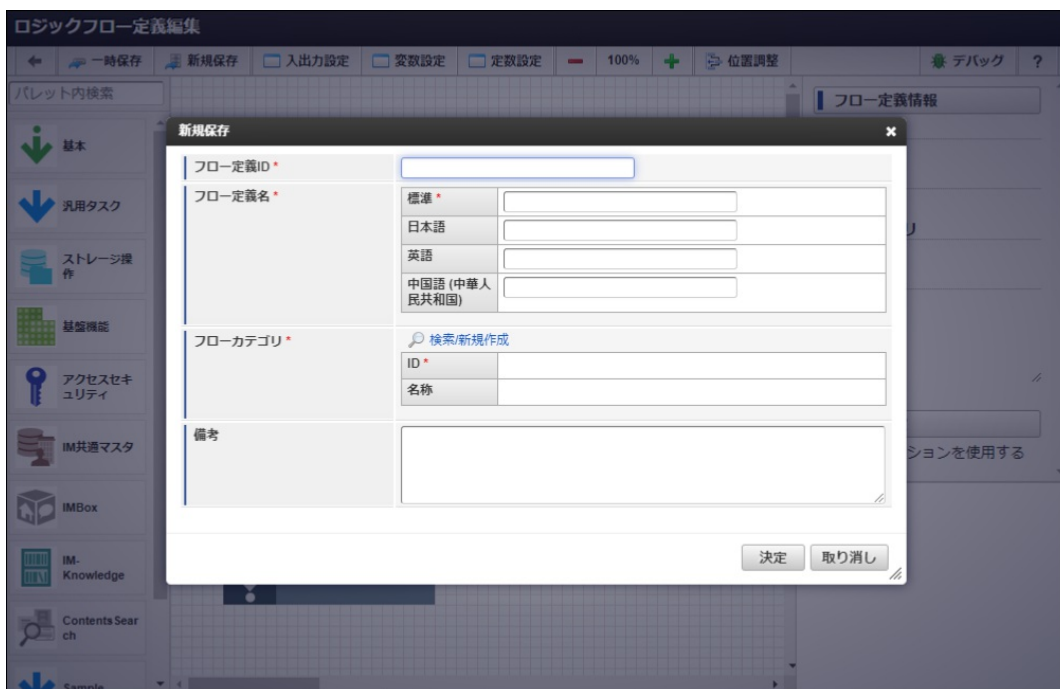 ロジックフロー定義編集
一時保存 新規保存 入出力設定 変数設定 定数設定 100% 位置調整 デバッグ ?
パレット内検索
フロー定義情報
新規保存
基本
汎用タスク
ストレージ操
作
基盤機能
アクセスセキ
ュリティ
IM共通マスタ
IMBox
IM-
Knowledge
ContentsSear
ch
Sample
フロー定義ID *
フロー定義名 *
標準 *
日本語
英語
中国語 (中華人
民共和国)
フローカテゴリ *
検索/新規作成
ID *
名称
備考
決定 取り消し
リ
ションを使用する